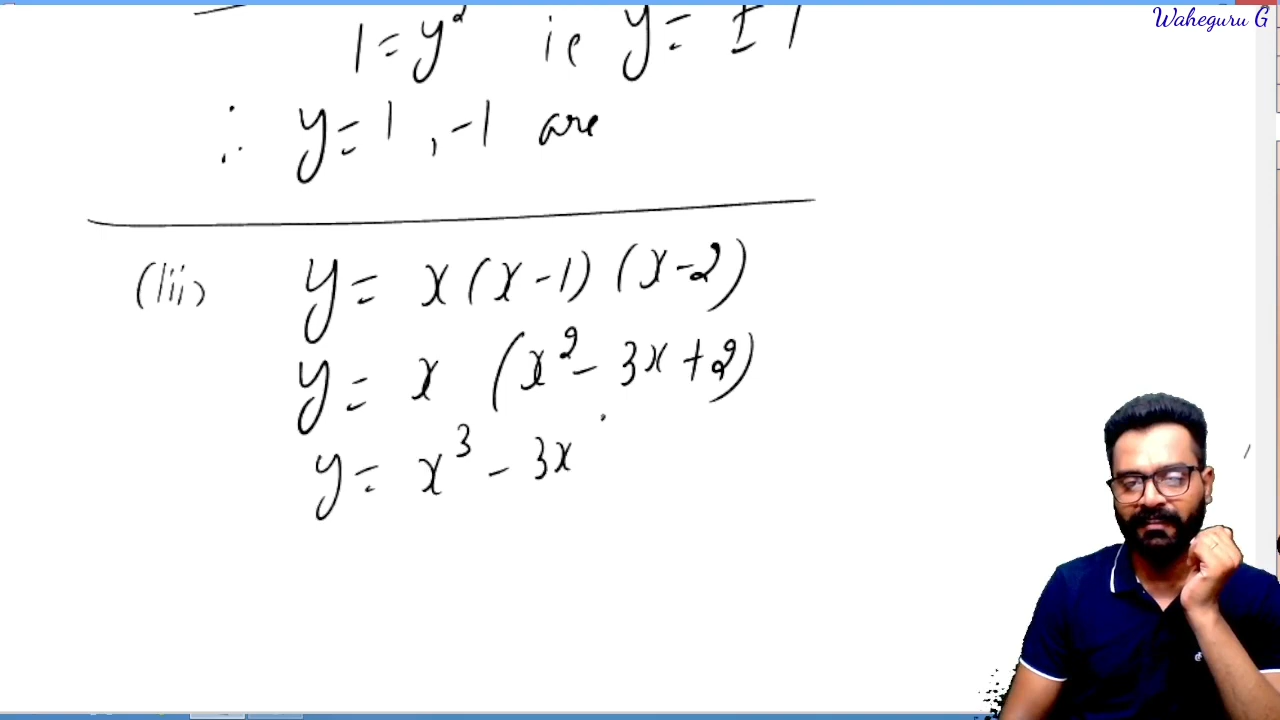 Waheguru G
1 = y² ie y = ± 1
∴ y = 1 , -1 are
(iii) y = x (x - 1) (x - 2)
y = x (x² - 3x + 2)
y = x³ - 3x